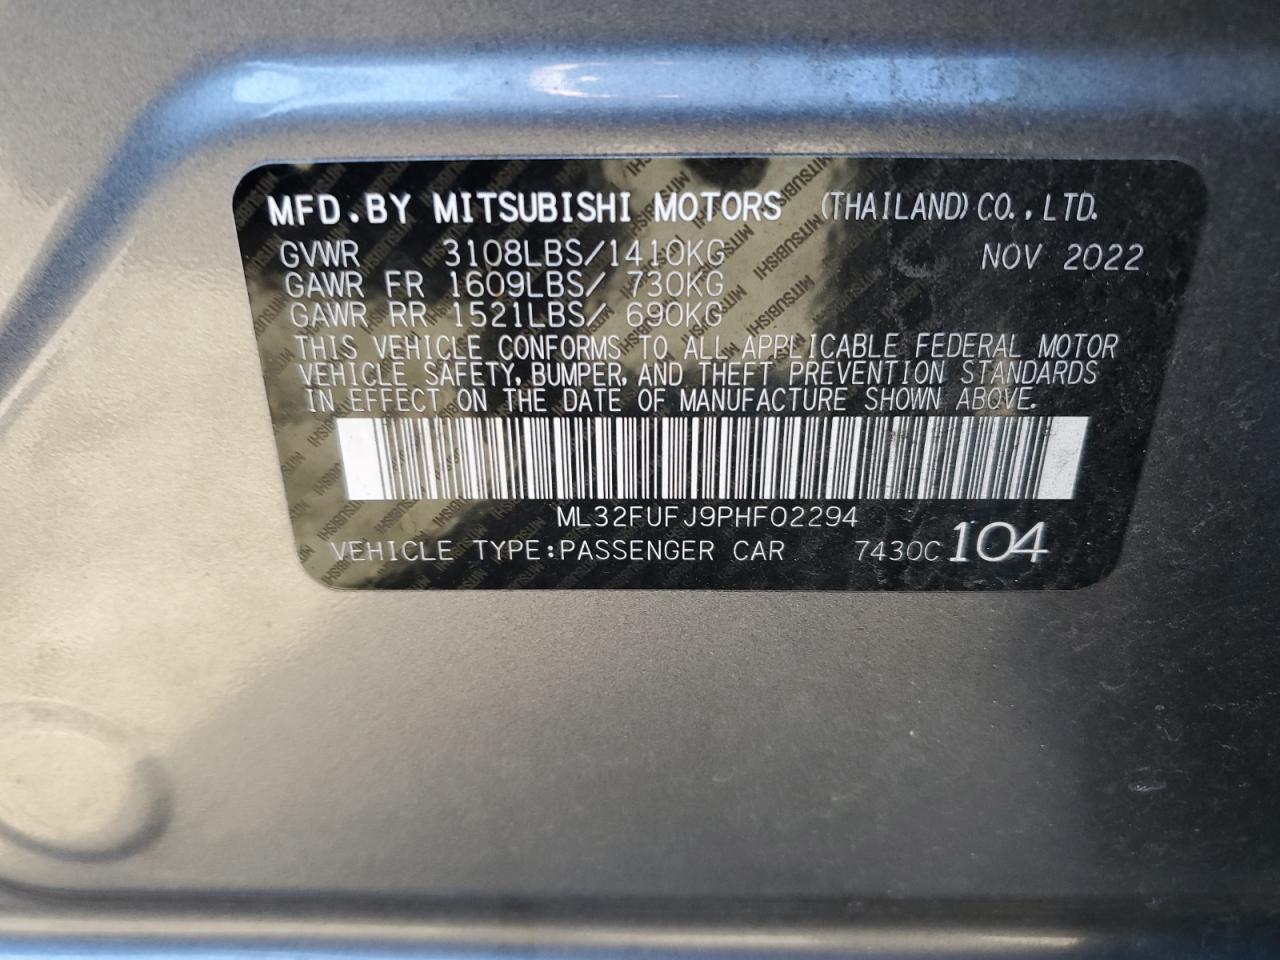 MFD.BY MITSUBISHI MOTORS (THAILAND) CO.,LTD.
GVWR 3108LBS/1410KG NOV 2022
GAWR FR 1609LBS/ 730KG
GAWR RR 1521LBS/ 690KG
THIS VEHICLE CONFORMS TO ALL APPLICABLE FEDERAL MOTOR
VEHICLE SAFETY, BUMPER, AND THEFT PREVENTION STANDARDS
IN EFFECT ON THE DATE OF MANUFACTURE SHOWN ABOVE.
ML32FUFJ9PHF02294
VEHICLE TYPE:PASSENGER CAR 7430C 104